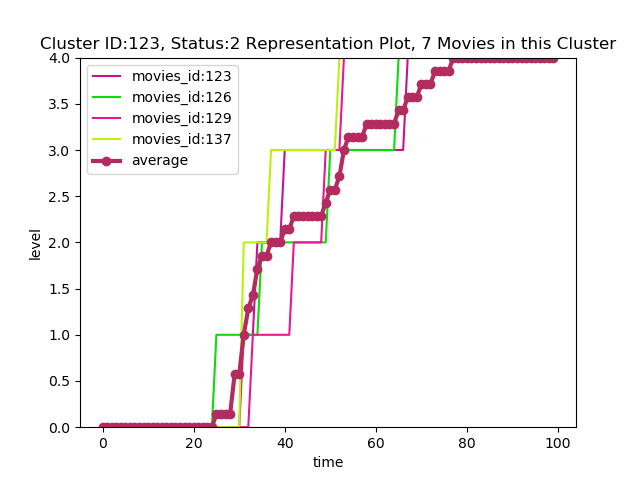 Cluster ID:123, Status:2 Representation Plot, 7 Movies in this Cluster
4.0
3.5
3.0
2.5
2.0
1.5
1.0
0.5
0.0
level
movies_id:123
movies_id:126
movies_id:129
movies_id:137
average
0 20 40 60 80 100
time